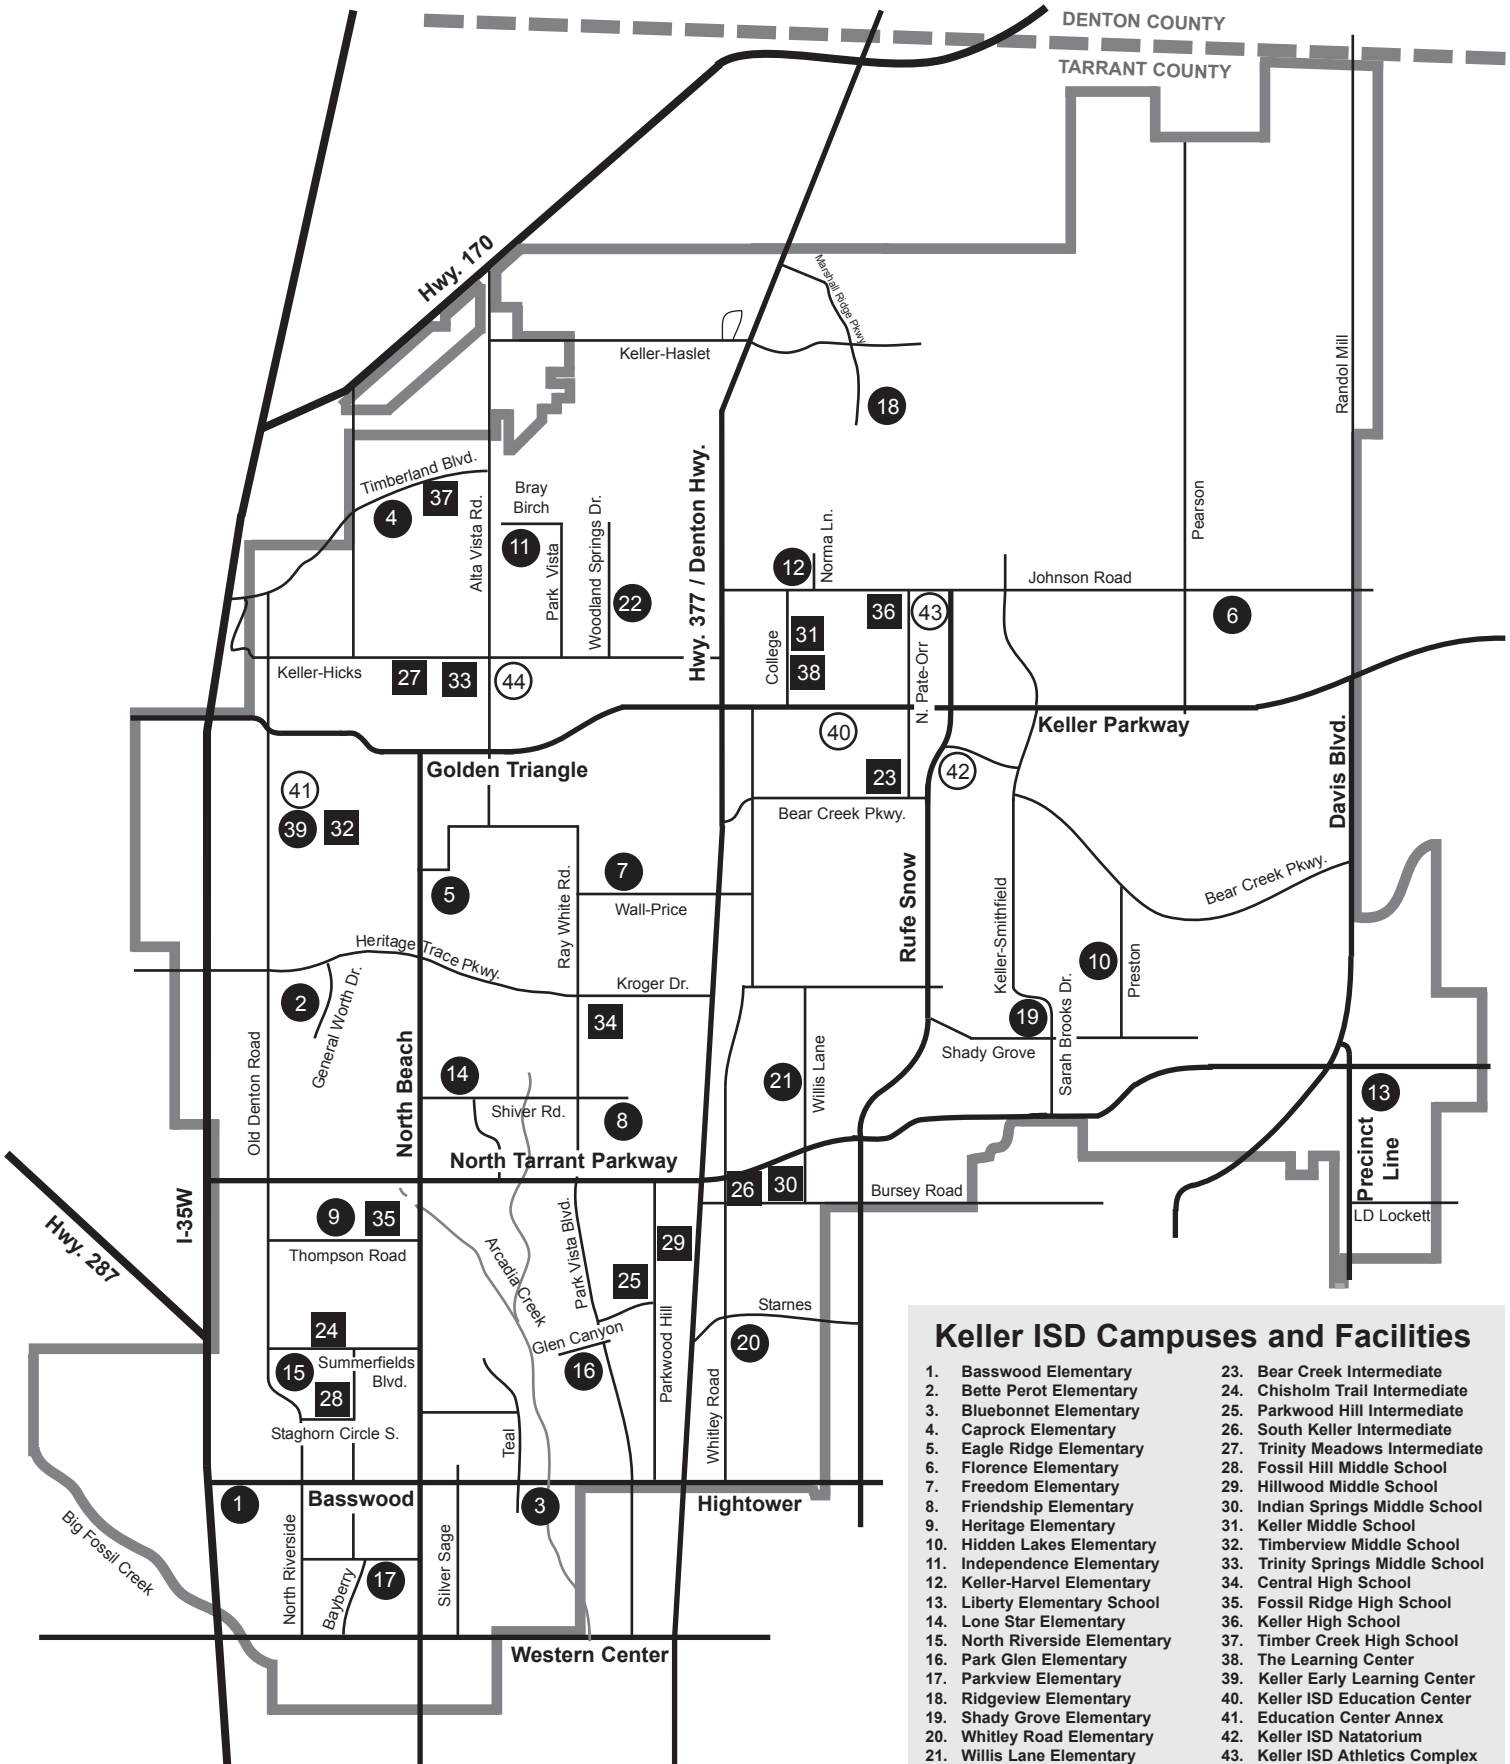 DENTON COUNTY
TARRANT COUNTY
Hwy. 170
Marshall Ridge Pkwy
Keller-Haslet
Randol Mill
18
Timberland Blvd.
37
4
Alta Vista Rd.
Bray
Birch
11
Park Vista
Woodland Springs Dr.
22
Hwy. 377 / Denton Hwy.
12
Norma Ln.
Pearson
Johnson Road
36
43
6
31
College
38
N. Pate-Orr
Keller-Hicks
27
33
44
Keller Parkway
40
Golden Triangle
23
42
Davis Blvd.
41
39
32
Bear Creek Pkwy.
5
7
Ray White Rd.
Wall-Price
Rufe Snow
Keller-Smithfield
Bear Creek Pkwy.
Heritage Trace Pkwy.
10
Preston
2
General Worth Dr.
Kroger Dr.
34
19
Sarah Brooks Dr.
Shady Grove
Old Denton Road
North Beach
14
Shiver Rd.
8
21
Willis Lane
13
Precinct
Line
North Tarrant Parkway
26
30
Bursey Road
LD Lockett
I-35W
Hwy. 287
9
35
Thompson Road
Arcadia Creek
Park Vista Blvd.
29
25
Glen Canyon
16
Parkwood Hill
Starnes
20
Whitley Road
24
15
Summerfields
Blvd.
28
Staghorn Circle S.
Teal
1
Basswood
3
Hightower
Big Fossil Creek
North Riverside
Bayberry
17
Silver Sage
Western Center
Keller ISD Campuses and Facilities
1. Basswood Elementary
2. Bette Perot Elementary
3. Bluebonnet Elementary
4. Caprock Elementary
5. Eagle Ridge Elementary
6. Florence Elementary
7. Freedom Elementary
8. Friendship Elementary
9. Heritage Elementary
10. Hidden Lakes Elementary
11. Independence Elementary
12. Keller-Harvel Elementary
13. Liberty Elementary School
14. Lone Star Elementary
15. North Riverside Elementary
16. Park Glen Elementary
17. Parkview Elementary
18. Ridgeview Elementary
19. Shady Grove Elementary
20. Whitley Road Elementary
21. Willis Lane Elementary
23. Bear Creek Intermediate
24. Chisholm Trail Intermediate
25. Parkwood Hill Intermediate
26. South Keller Intermediate
27. Trinity Meadows Intermediate
28. Fossil Hill Middle School
29. Hillwood Middle School
30. Indian Springs Middle School
31. Keller Middle School
32. Timberview Middle School
33. Trinity Springs Middle School
34. Central High School
35. Fossil Ridge High School
36. Keller High School
37. Timber Creek High School
38. The Learning Center
39. Keller Early Learning Center
40. Keller ISD Education Center
41. Education Center Annex
42. Keller ISD Natatorium
43. Keller ISD Athletics Complex